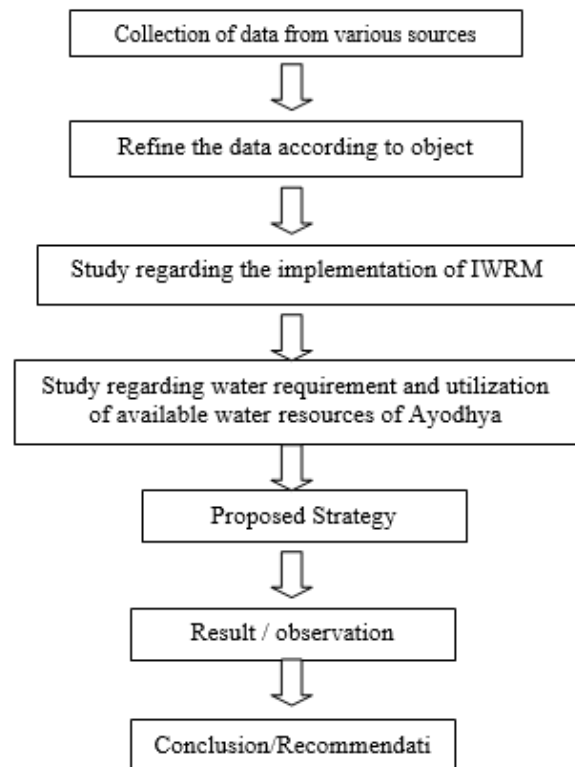 Collection of data from various sources
Refine the data according to object
Study regarding the implementation of IWRM
Study regarding water requirement and utilization
of available water resources of Ayodhya
Proposed Strategy
Result / observation
Conclusion/Recommendati